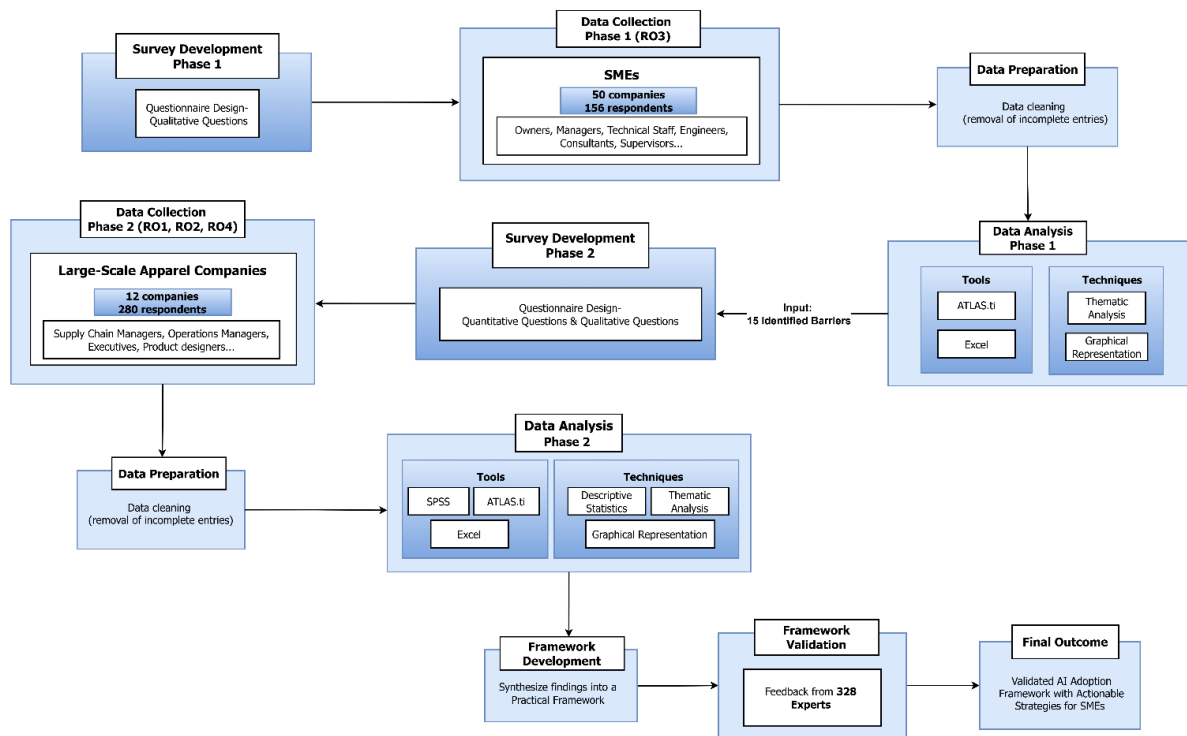 Survey Development
Phase 1
Questionnaire Design-
Qualitative Questions
Data Collection
Phase 1 (RO3)
SMEs
50 companies
156 respondents
Owners, Managers, Technical Staff, Engineers,
Consultants, Supervisors...
Data Preparation
Data cleaning
(removal of incomplete entries)
Data Analysis
Phase 1
Tools
ATLAS.ti
Excel
Techniques
Thematic
Analysis
Graphical
Representation
Input:
15 Identified Barriers
Survey Development
Phase 2
Questionnaire Design-
Quantitative Questions & Qualitative Questions
Data Collection
Phase 2 (RO1, RO2, RO4)
Large-Scale Apparel Companies
12 companies
280 respondents
Supply Chain Managers, Operations Managers,
Executives, Product designers...
Data Preparation
Data cleaning
(removal of incomplete entries)
Data Analysis
Phase 2
Tools
SPSS
ATLAS.ti
Excel
Techniques
Descriptive
Statistics
Thematic
Analysis
Graphical Representation
Framework
Development
Synthesize findings into a
Practical Framework
Framework
Validation
Feedback from 328
Experts
Final Outcome
Validated AI Adoption
Framework with Actionable
Strategies for SMEs